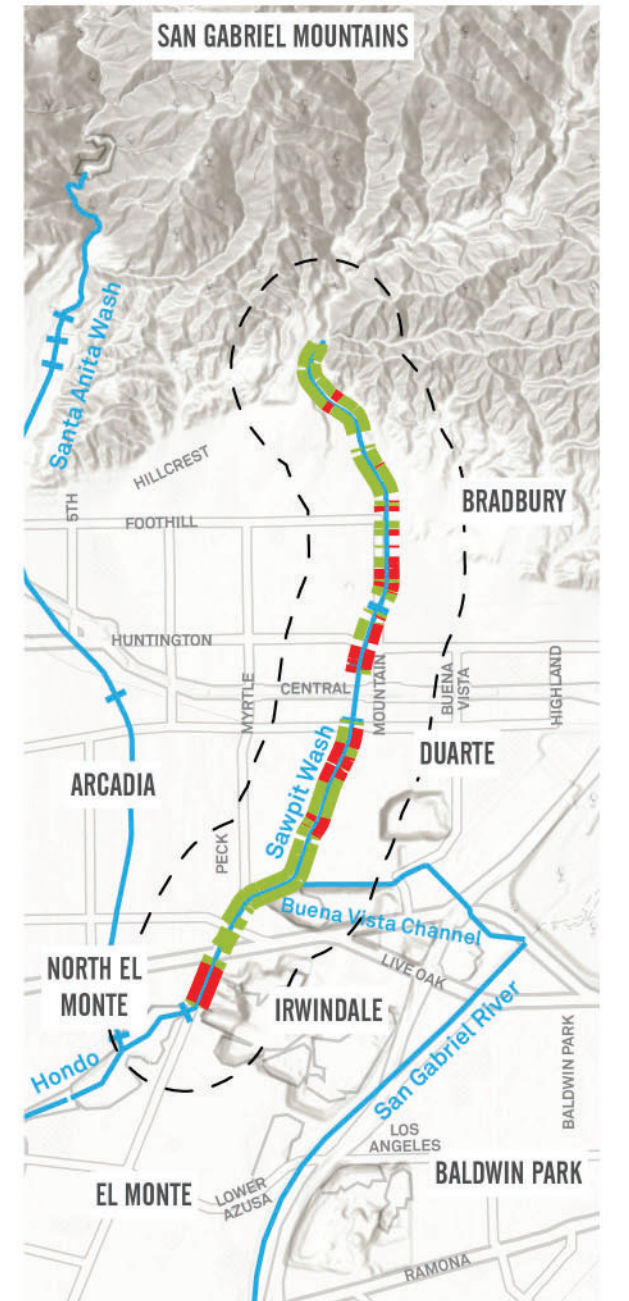 SAN GABRIEL MOUNTAINS
Santa Anita Wash
HILLCREST
BRADBURY
5TH
FOOTHILL
HUNTINGTON
MYRTLE
CENTRAL
MOUNTAIN
BUENA
VISTA
HIGHLAND
DUARTE
ARCADIA
Sawpit Wash
PECK
Buena Vista Channel
LIVE OAK
NORTH EL
MONTE
IRWINDALE
Hondo
San Gabriel River
BALDWIN PARK
LOS
ANGELES
BALDWIN PARK
EL MONTE
LOWER
AZUSA
RAMONA